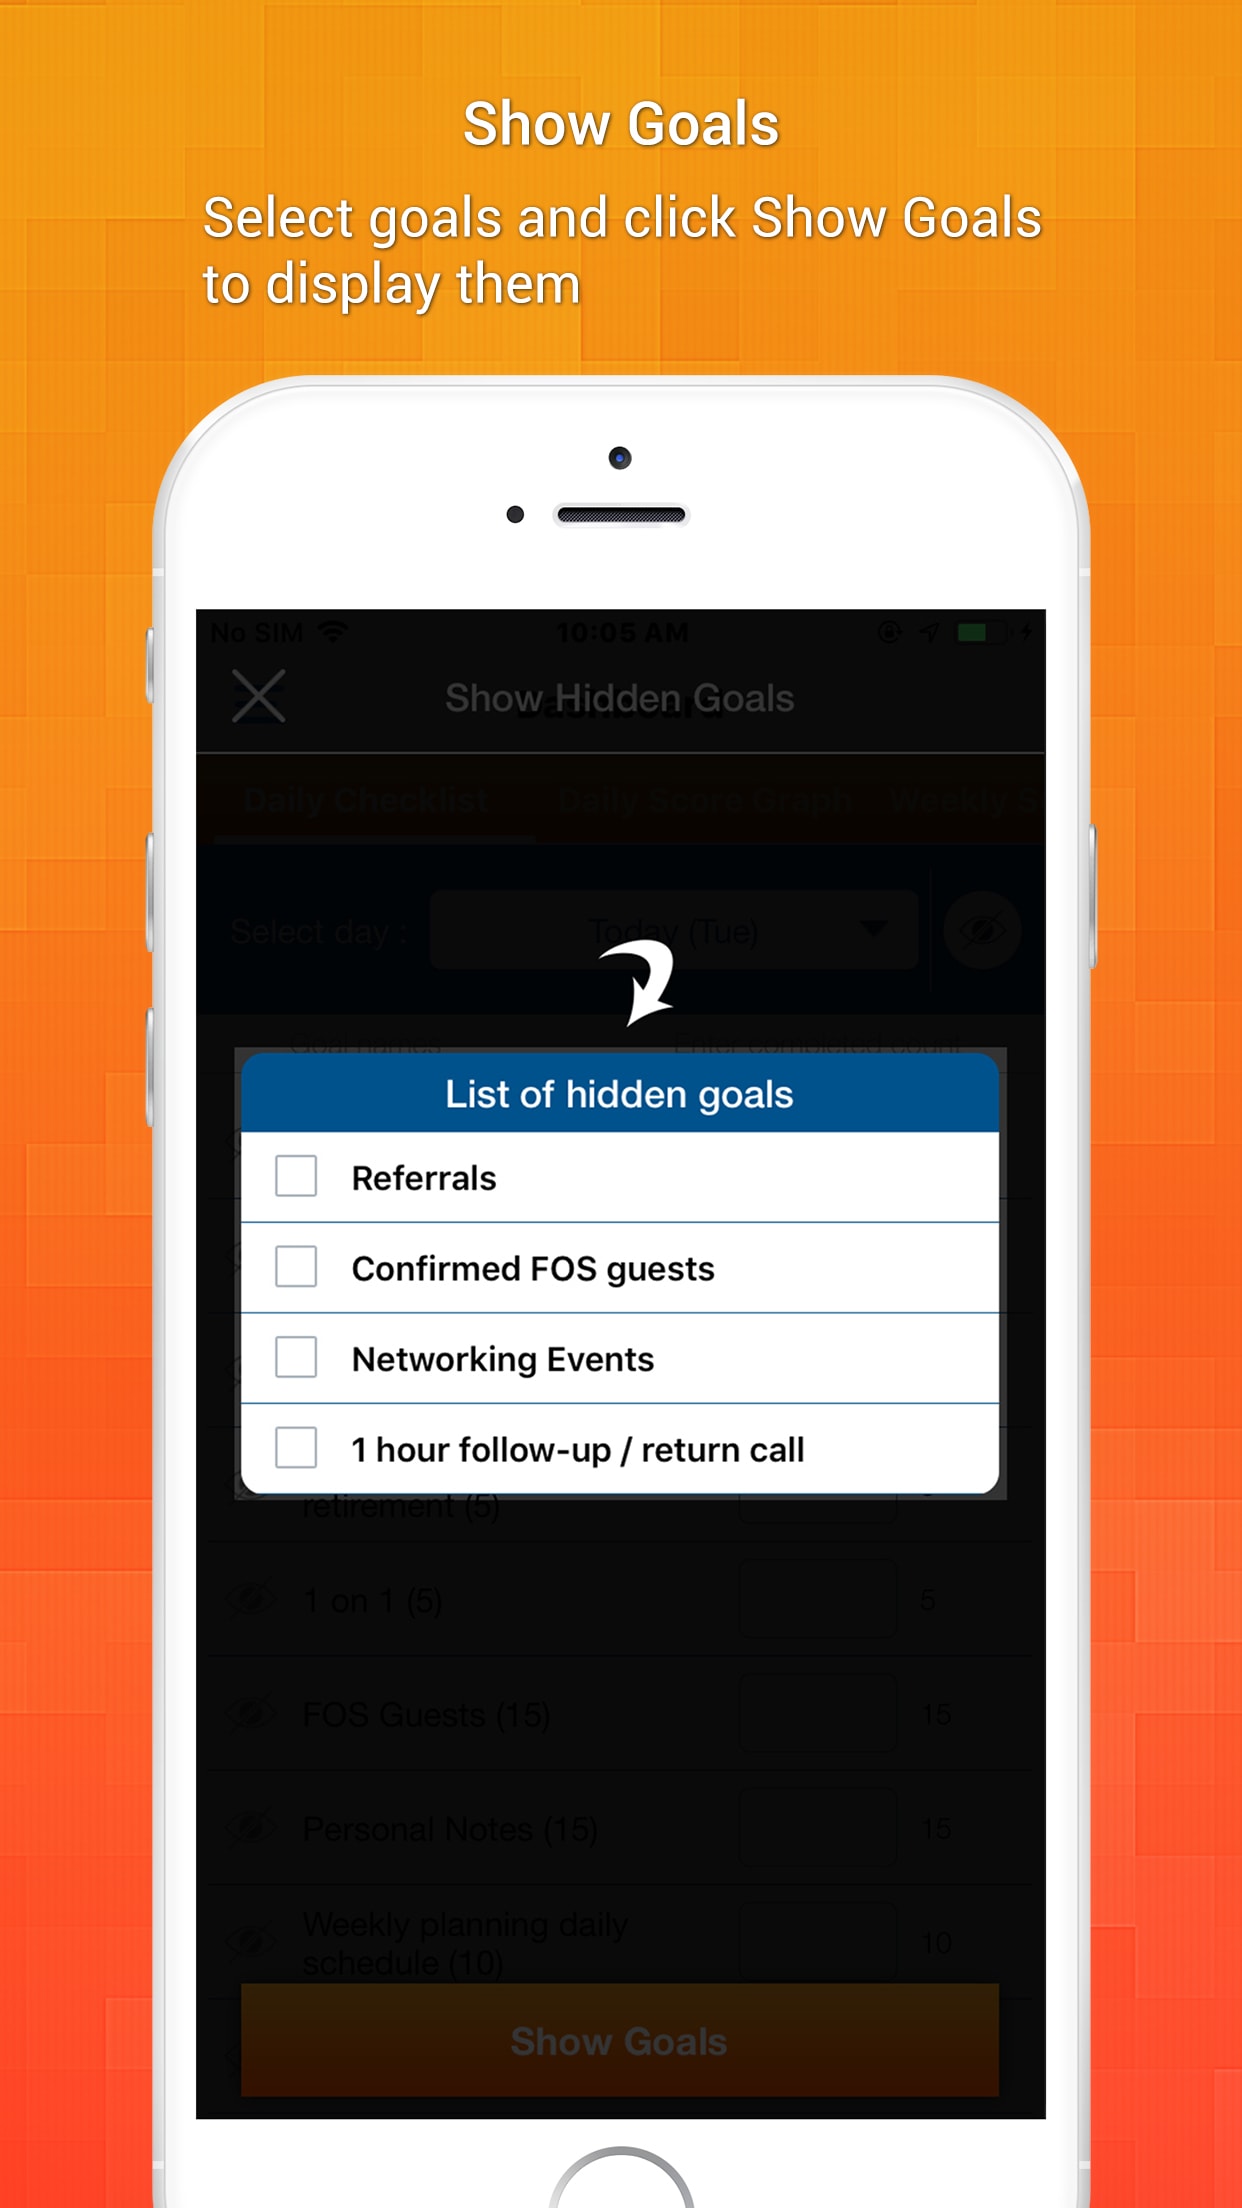 Show Goals
Select goals and click Show Goals
to display them
No SIM 10:05 AM
Show Hidden Goals
Dashboard
Daily Checklist Daily Score Graph Weekly
Select day : Today (Tue)
Goal names Enter completed count
List of hidden goals
Referrals
Confirmed FOS guests
Networking Events
1 hour follow-up / return call
retirement (5)
1 on 1 (5) 5
FOS Guests (15) 15
Personal Notes (15) 15
Weekly planning daily
schedule (10) 10
Show Goals